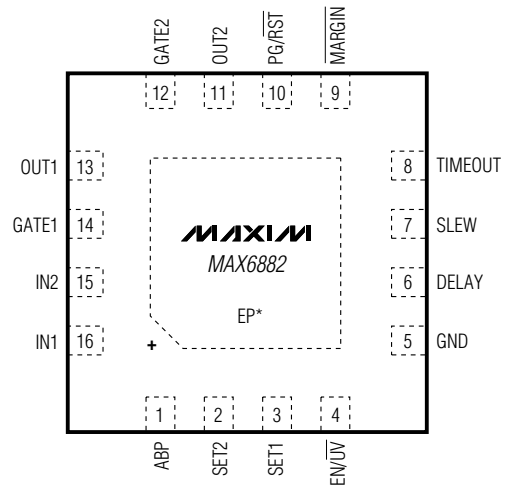 GATE2 OUT2 PG/RST MARGIN
12 11 10 9
OUT1 13 8 TIMEOUT
GATE1 14 7 SLEW
MAXIM
MAX6882
IN2 15 6 DELAY
EP*
IN1 16 5 GND
+
1 2 3 4
ABP SET2 SET1 EN/UV